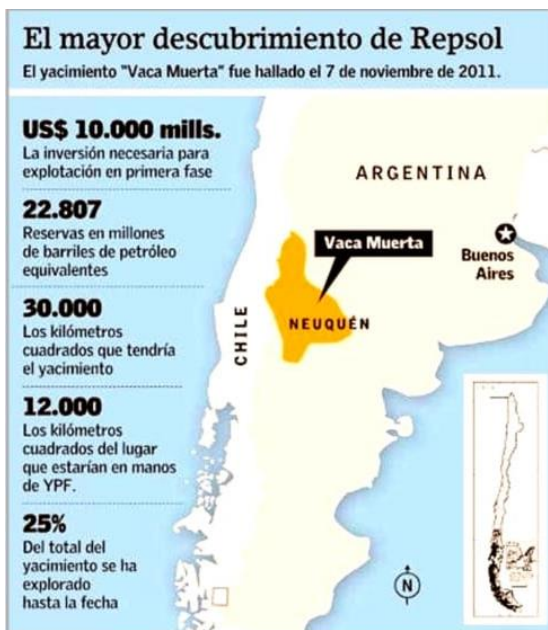 El mayor descubrimiento de Repsol
El yacimiento "Vaca Muerta" fue hallado el 7 de noviembre de 2011.
US$ 10.000 mills.
La inversión necesaria para
explotación en primera fase
22.807
Reservas en millones
de barriles de petróleo
equivalentes
30.000
Los kilómetros
cuadrados que tendría
el yacimiento
12.000
Los kilómetros
cuadrados del lugar
que estarían en manos
de YPF.
25%
Del total del
yacimiento se ha
explorado
hasta la fecha
ARGENTINA
Vaca Muerta
Buenos
Aires
NEUQUÉN
CHILE
N